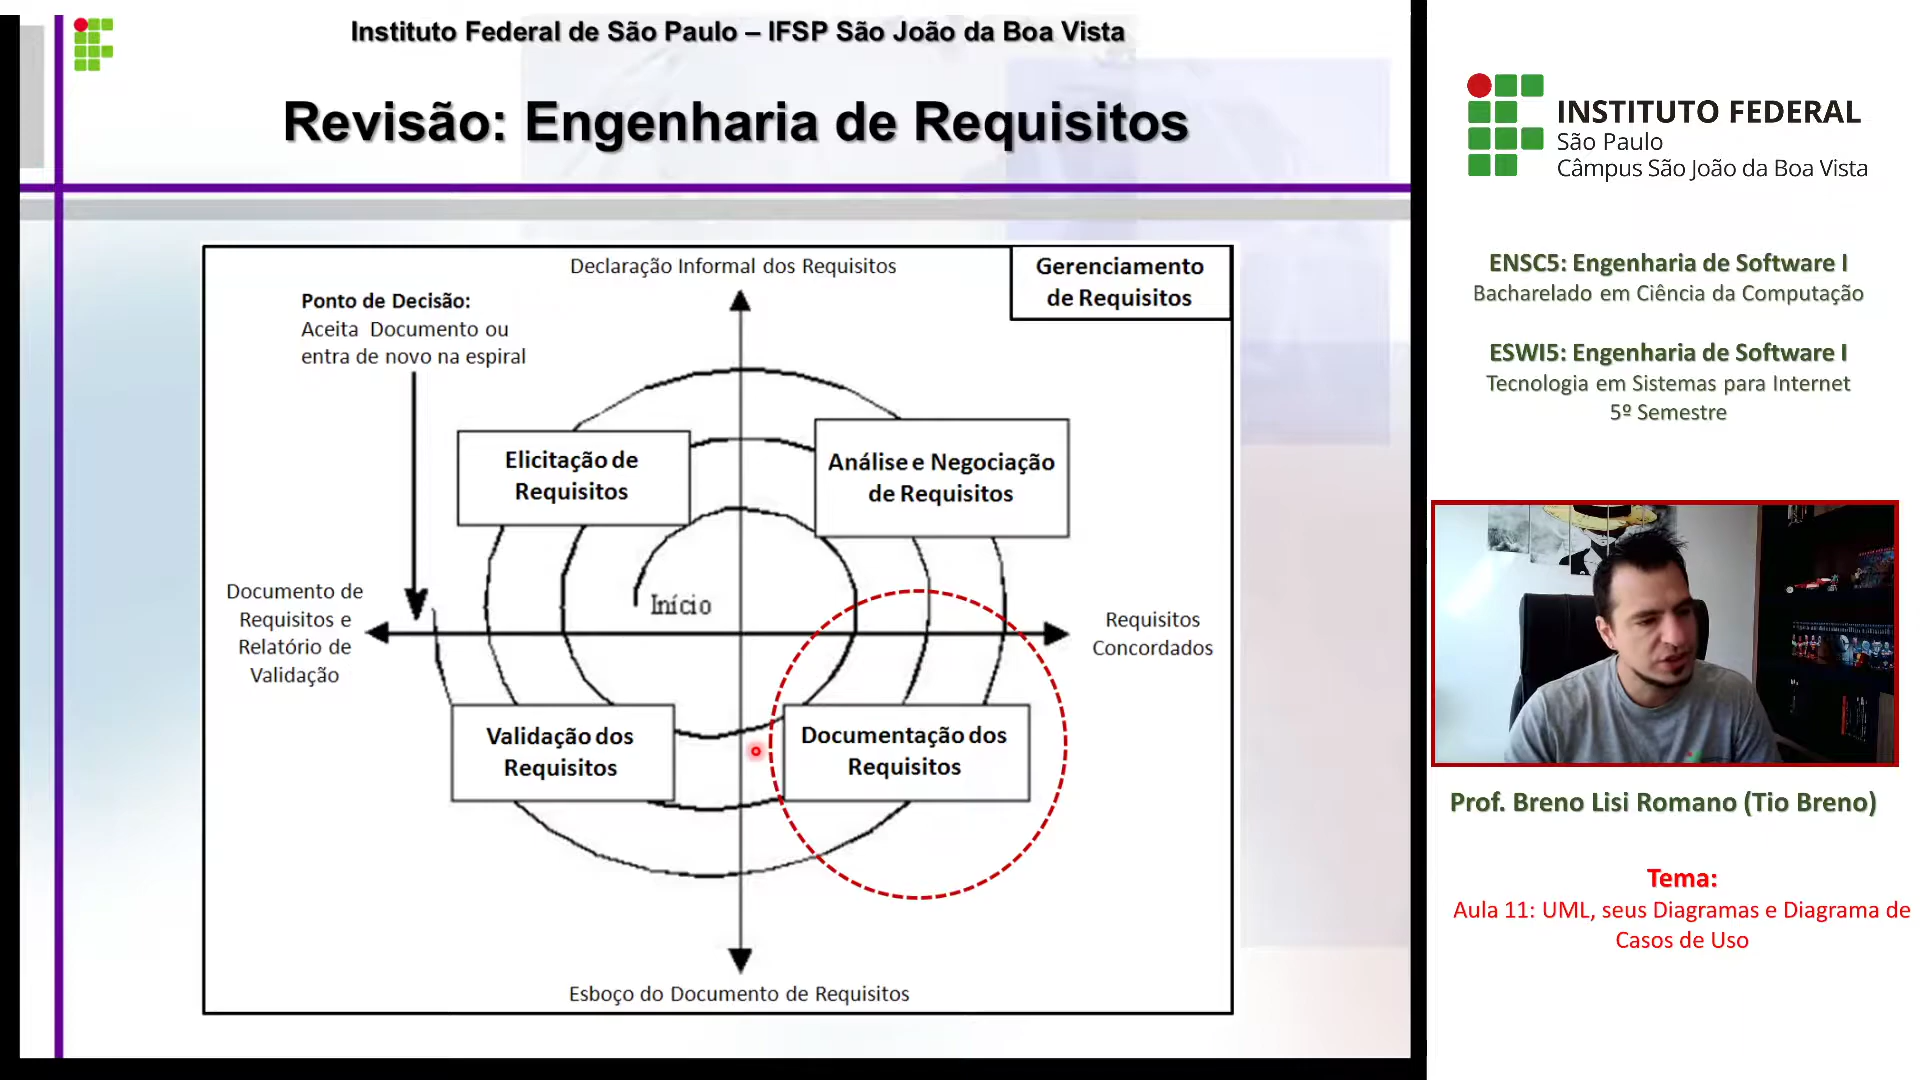 Instituto Federal de São Paulo – IFSP São João da Boa Vista
Revisão: Engenharia de Requisitos
Declaração Informal dos Requisitos
Gerenciamento
de Requisitos
Ponto de Decisão:
Aceita Documento ou
entra de novo na espiral
Elicitação de
Requisitos
Análise e Negociação
de Requisitos
Início
Documento de
Requisitos e
Relatório de
Validação
Requisitos
Concordados
Validação dos
Requisitos
Documentação dos
Requisitos
Esboço do Documento de Requisitos
INSTITUTO FEDERAL
São Paulo
Câmpus São João da Boa Vista
ENSC5: Engenharia de Software I
Bacharelado em Ciência da Computação
ESWI5: Engenharia de Software I
Tecnologia em Sistemas para Internet
5º Semestre
Prof. Breno Lisi Romano (Tio Breno)
Tema:
Aula 11: UML, seus Diagramas e Diagrama de
Casos de Uso